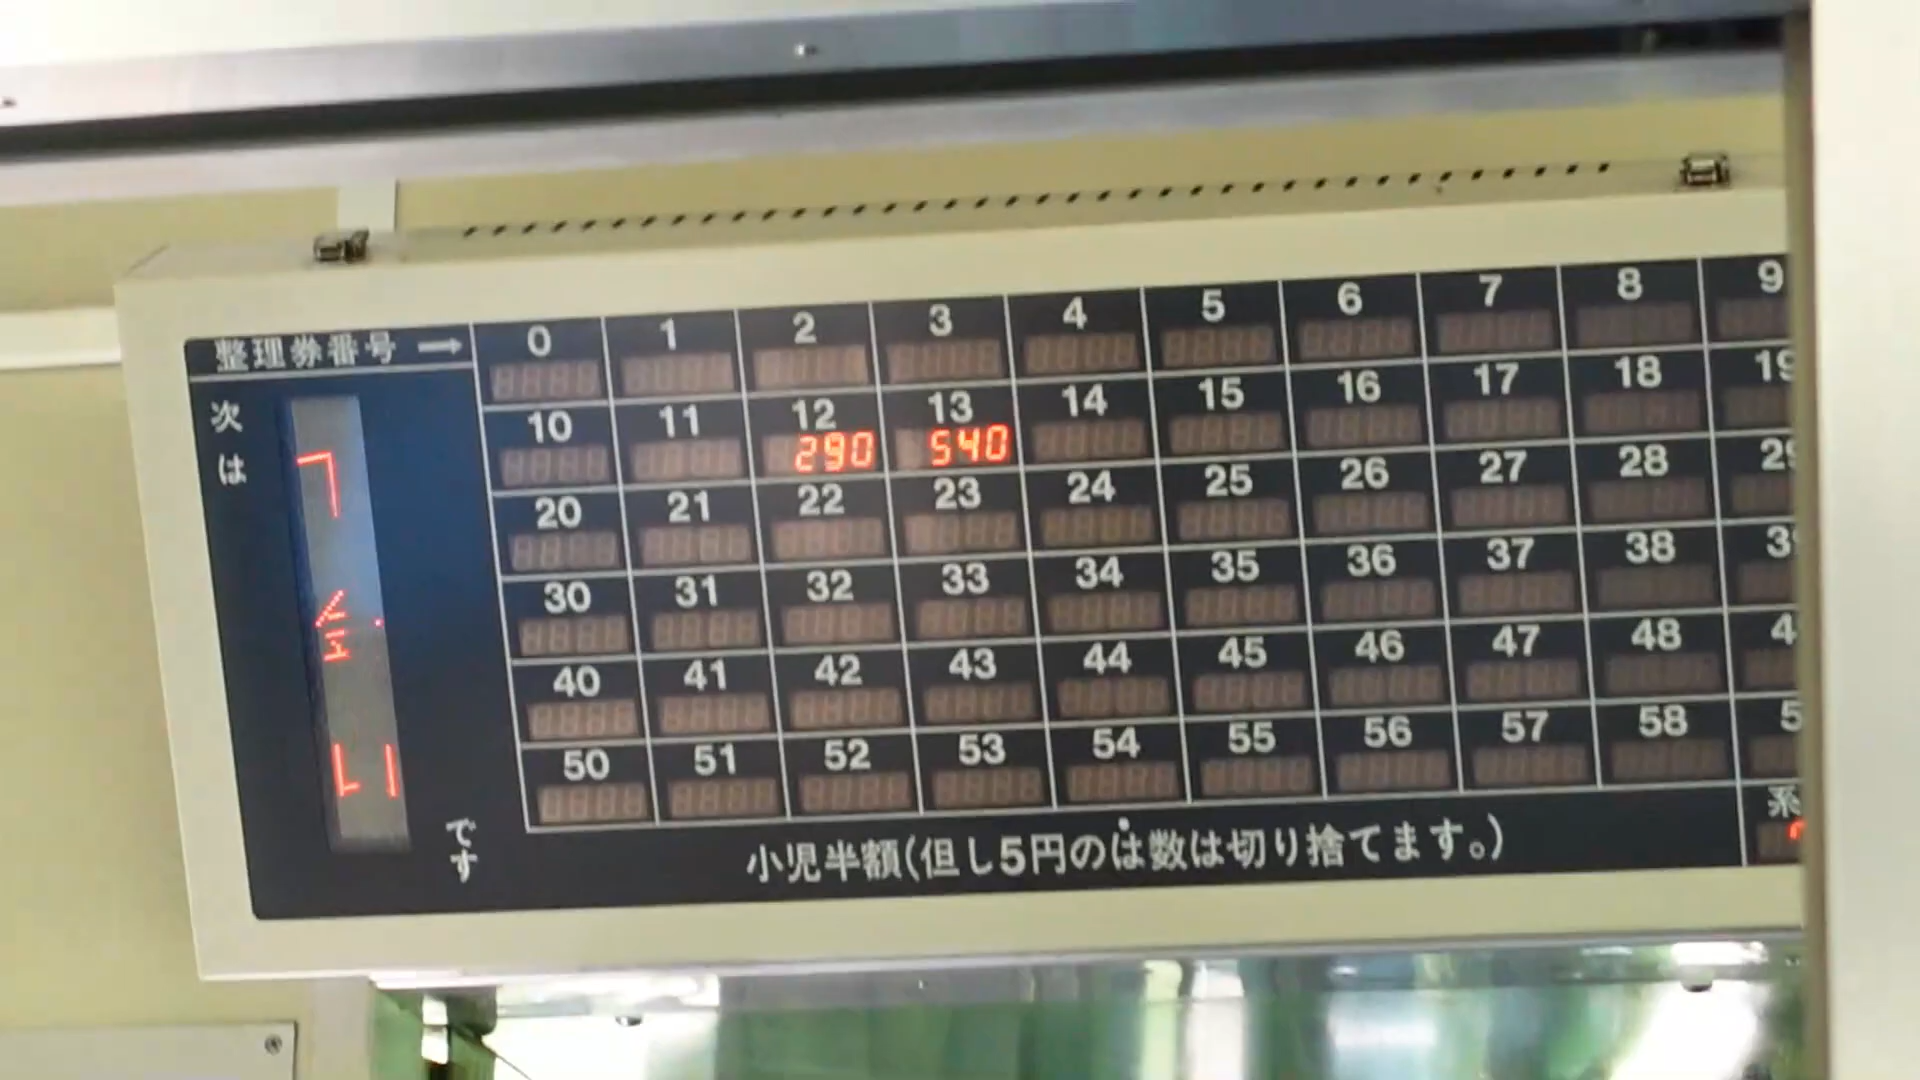 整理券番号 → 0 1 2 3 4 5 6 7 8 9
次は
10 11 12 13 14 15 16 17 18 19
290 540
20 21 22 23 24 25 26 27 28 29
30 31 32 33 34 35 36 37 38
40 41 42 43 44 45 46 47 48
50 51 52 53 54 55 56 57 58
です
小児半額(但し5円のは数は切り捨てます。)
系